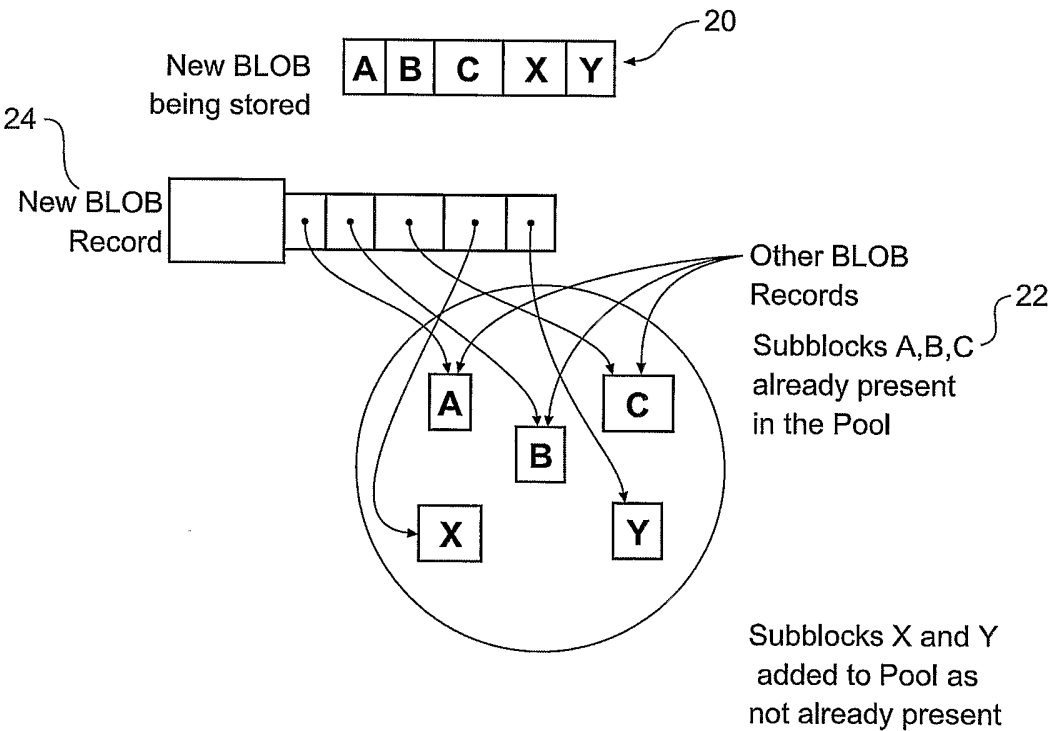 20
New BLOB
being stored
A B C X Y
24
New BLOB
Record
Other BLOB
Records
22
Subblocks A,B,C
already present
in the Pool
A
C
B
X
Y
Subblocks X and Y
added to Pool as
not already present